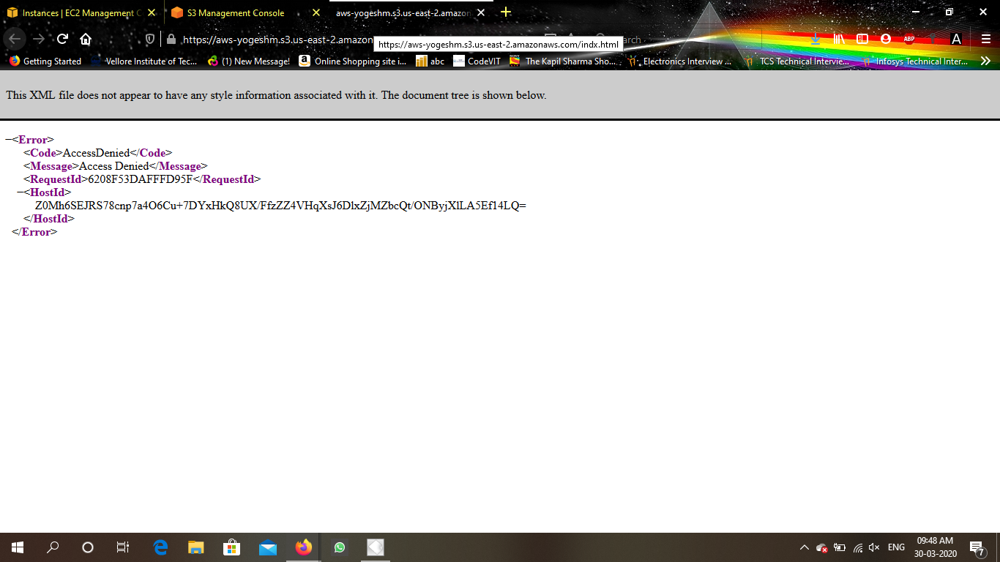 Instances | EC2 Management C
S3 Management Console
aws-yogeshm.s3.us-east-2.amazon
https://aws-yogeshm.s3.us-east-2.amazon
https://aws-yogeshm.s3.us-east-2.amazonaws.com/indx.html
arch
ABP
A
Getting Started
Vellore Institute of Tec...
(1) New Message!
Online Shopping site i...
abc
CodeVIT
The Kapil Sharma Sho...
Electronics Interview ...
TCS Technical Intervie...
Infosys Technical Inter...
This XML file does not appear to have any style information associated with it. The document tree is shown below.
—<Error>
<Code>AccessDenied</Code>
<Message>Access Denied</Message>
<RequestId>6208F53DAFFFD95F</RequestId>
—<HostId>
Z0Mh6SEJRS78cnp7a4O6Cu+7DYxHkQ8UX/FfzZZ4VHqXsJ6DlxZjMZbcQt/ONByjXlLA5Ef14LQ=
</HostId>
</Error>
ENG
09:48 AM
30-03-2020
7